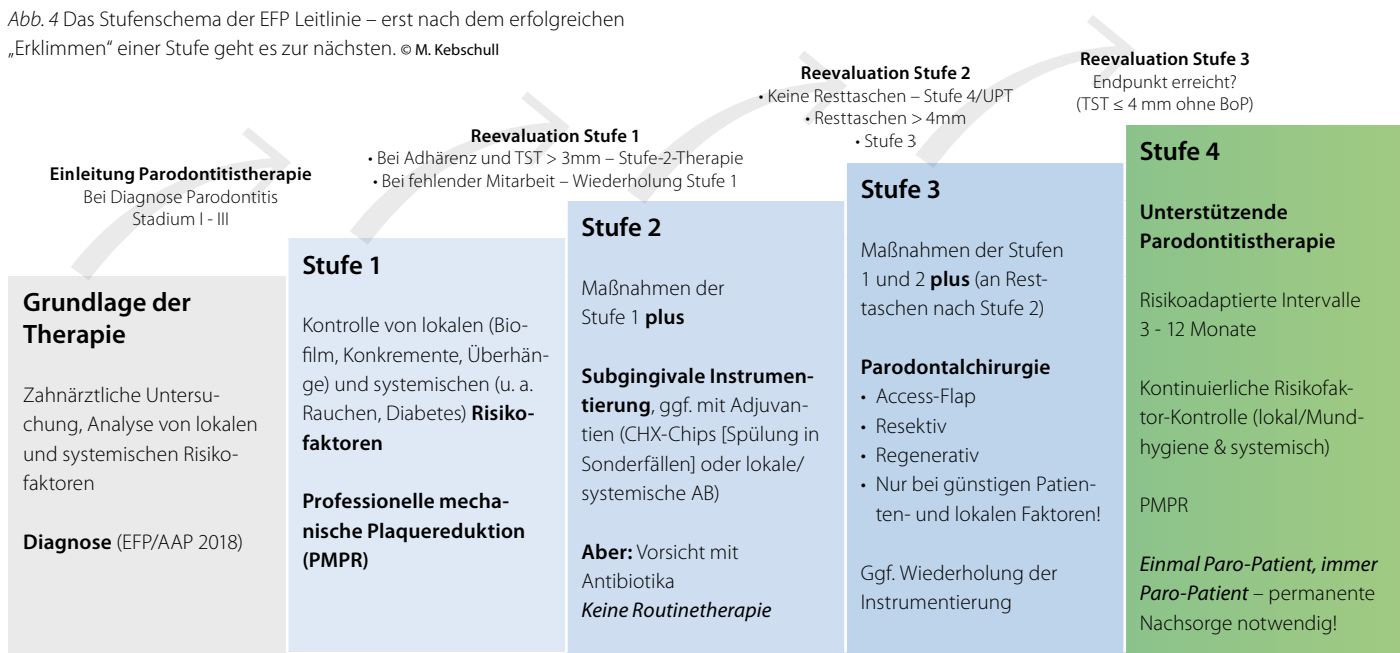 Abb. 4 Das Stufenschema der EFP Leitlinie – erst nach dem erfolgreichen
„Erklimmen“ einer Stufe geht es zur nächsten. © M. Kebschull
Einleitung Parodontitistherapie
Bei Diagnose Parodontitis
Stadium I - III
Reevaluation Stufe 1
• Bei Adhärenz und TST > 3mm – Stufe-2-Therapie
• Bei fehlender Mitarbeit – Wiederholung Stufe 1
Reevaluation Stufe 2
• Keine Resttaschen – Stufe 4/UPT
• Resttaschen > 4mm
• Stufe 3
Reevaluation Stufe 3
Endpunkt erreicht?
(TST ≤ 4 mm ohne BoP)
Grundlage der
Therapie
Zahnärztliche Untersu-
chung, Analyse von lokalen
und systemischen Risiko-
faktoren
Diagnose (EFP/AAP 2018)
Stufe 1
Kontrolle von lokalen (Bio-
film, Konkremente, Überhän-
ge) und systemischen (u. a.
Rauchen, Diabetes) Risiko-
faktoren
Professionelle mecha-
nische Plaquereduktion
(PMPR)
Stufe 2
Maßnahmen der
Stufe 1 plus
Subgingivale Instrumen-
tierung, ggf. mit Adjuvan-
tien (CHX-Chips [Spülung in
Sonderfällen] oder lokale/
systemische AB)
Aber: Vorsicht mit
Antibiotika
Keine Routinetherapie
Stufe 3
Maßnahmen der Stufen
1 und 2 plus (an Rest-
taschen nach Stufe 2)
Parodontalchirurgie
• Access-Flap
• Resektiv
• Regenerativ
• Nur bei günstigen Patien-
ten- und lokalen Faktoren!
Ggf. Wiederholung der
Instrumentierung
Stufe 4
Unterstützende
Parodontitistherapie
Risikoadaptierte Intervalle
3 - 12 Monate
Kontinuierliche Risikofak-
tor-Kontrolle (lokal/Mund-
hygiene & systemisch)
PMPR
Einmal Paro-Patient, immer
Paro-Patient – permanente
Nachsorge notwendig!